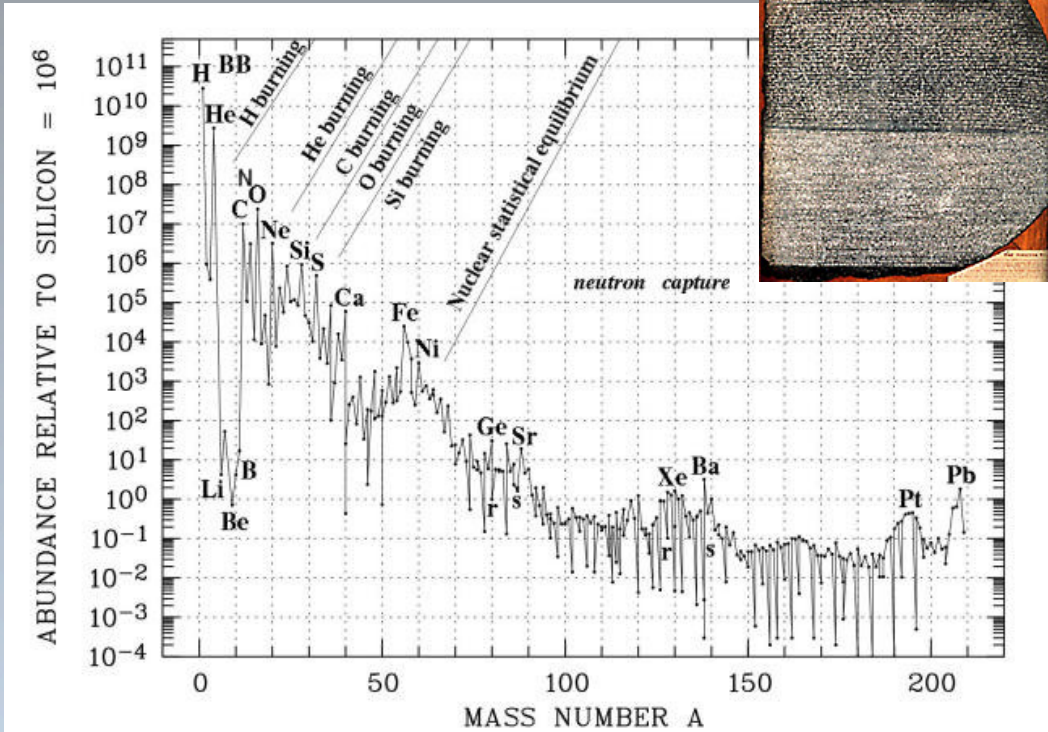 ABUNDANCE RELATIVE TO SILICON = 10⁶
10¹¹
10¹⁰
10⁹
10⁸
10⁷
10⁶
10⁵
10⁴
10³
10²
10¹
10⁰
10⁻¹
10⁻²
10⁻³
10⁻⁴
H
BB
He
H burning
He burning
C burning
O burning
Si burning
Nuclear statistical equilibrium
neutron capture
N
C
O
Ne
Si
S
Ca
Fe
Ni
Li
Be
B
Ge
Sr
r
s
Xe
Ba
r
s
Pt
Pb
0
50
100
150
200
MASS NUMBER A